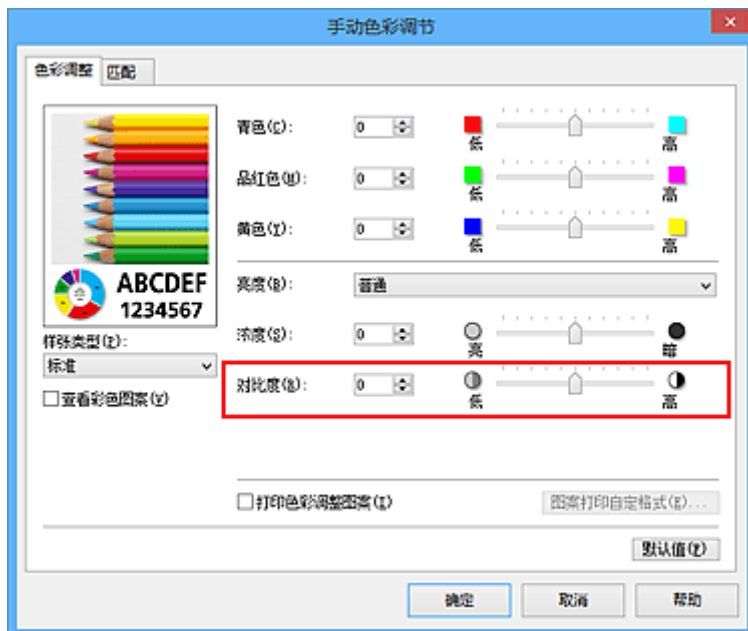 手动色彩调节
色彩调整 匹配
青色(C): 0 低 高
品红色(M): 0 低 高
黄色(Y): 0 低 高
ABCDEF
1234567
亮度(B): 普通
样张类型(E):
标准
浓度(S): 0 亮 暗
查看彩色图案(V)
对比度(R): 0 低 高
打印色彩调整图案(I) 图案打印自定格式(E)...
默认值(F)
确定 取消 帮助